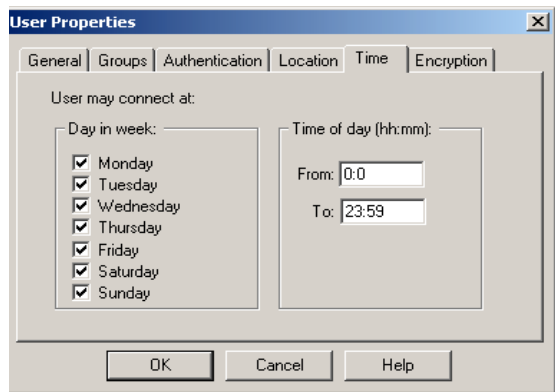 User Properties
General Groups Authentication Location Time Encryption
User may connect at:
Day in week:
Monday
Tuesday
Wednesday
Thursday
Friday
Saturday
Sunday
Time of day (hh:mm):
From: 0:0
To: 23:59
OK Cancel Help